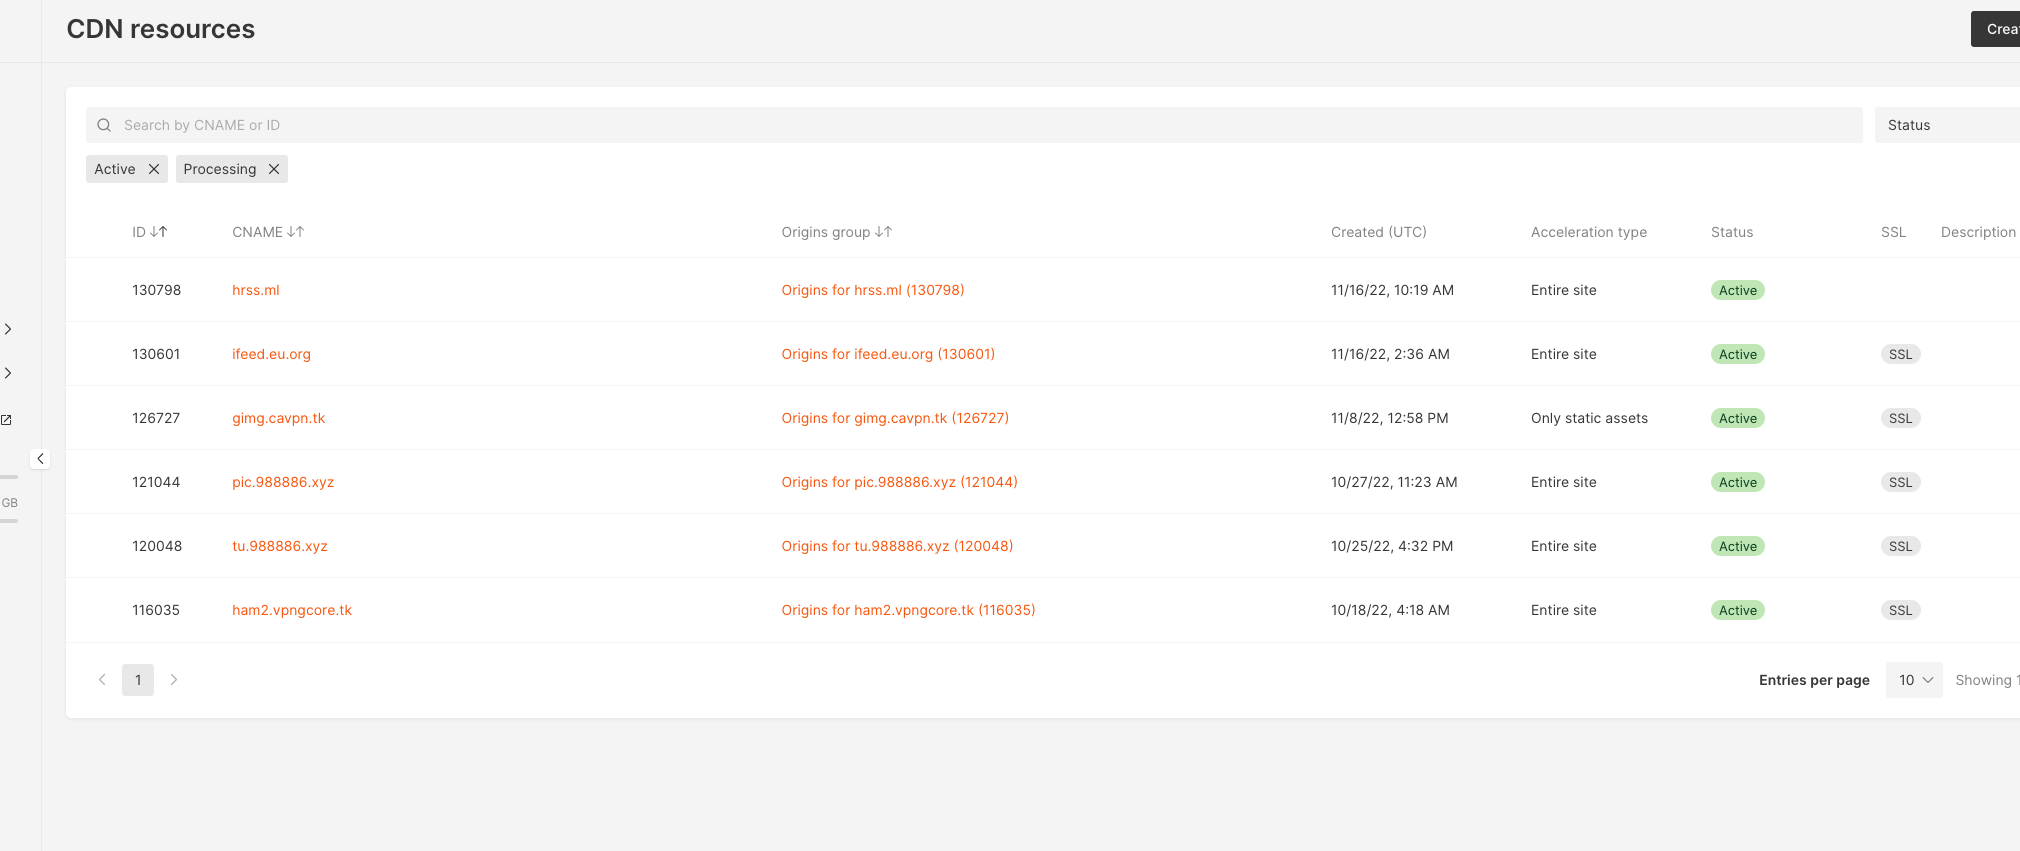 CDN resources
Crea
Search by CNAME or ID
Status
Active
Processing
ID CNAME Origins group Created (UTC) Acceleration type Status SSL Description
130798 hrss.ml Origins for hrss.ml (130798) 11/16/22, 10:19 AM Entire site Active
130601 ifeed.eu.org Origins for ifeed.eu.org (130601) 11/16/22, 2:36 AM Entire site Active SSL
126727 gimg.cavpn.tk Origins for gimg.cavpn.tk (126727) 11/8/22, 12:58 PM Only static assets Active SSL
121044 pic.988886.xyz Origins for pic.988886.xyz (121044) 10/27/22, 11:23 AM Entire site Active SSL
GB
120048 tu.988886.xyz Origins for tu.988886.xyz (120048) 10/25/22, 4:32 PM Entire site Active SSL
116035 ham2.vpngcore.tk Origins for ham2.vpngcore.tk (116035) 10/18/22, 4:18 AM Entire site Active SSL
1
Entries per page 10 Showing 1